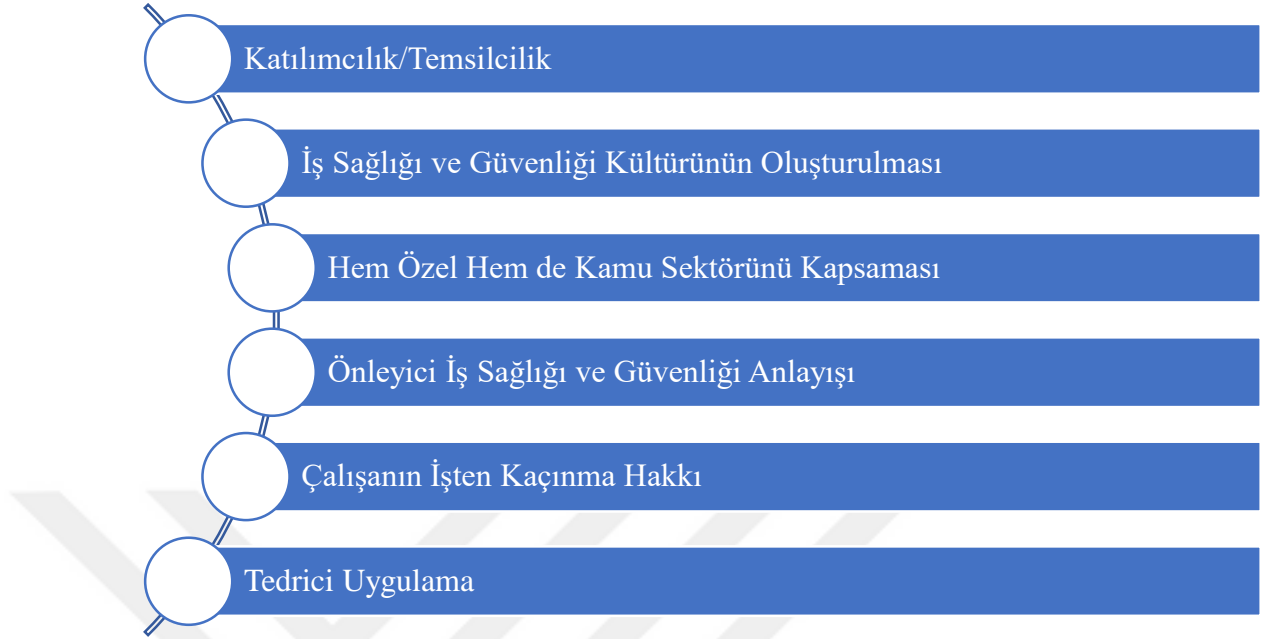 Katılımcılık/Temsilcilik
İş Sağlığı ve Güvenliği Kültürünün Oluşturulması
Hem Özel Hem de Kamu Sektörünü Kapsaması
Önleyici İş Sağlığı ve Güvenliği Anlayışı
Çalışanın İşten Kaçınma Hakkı
Tedrici Uygulama